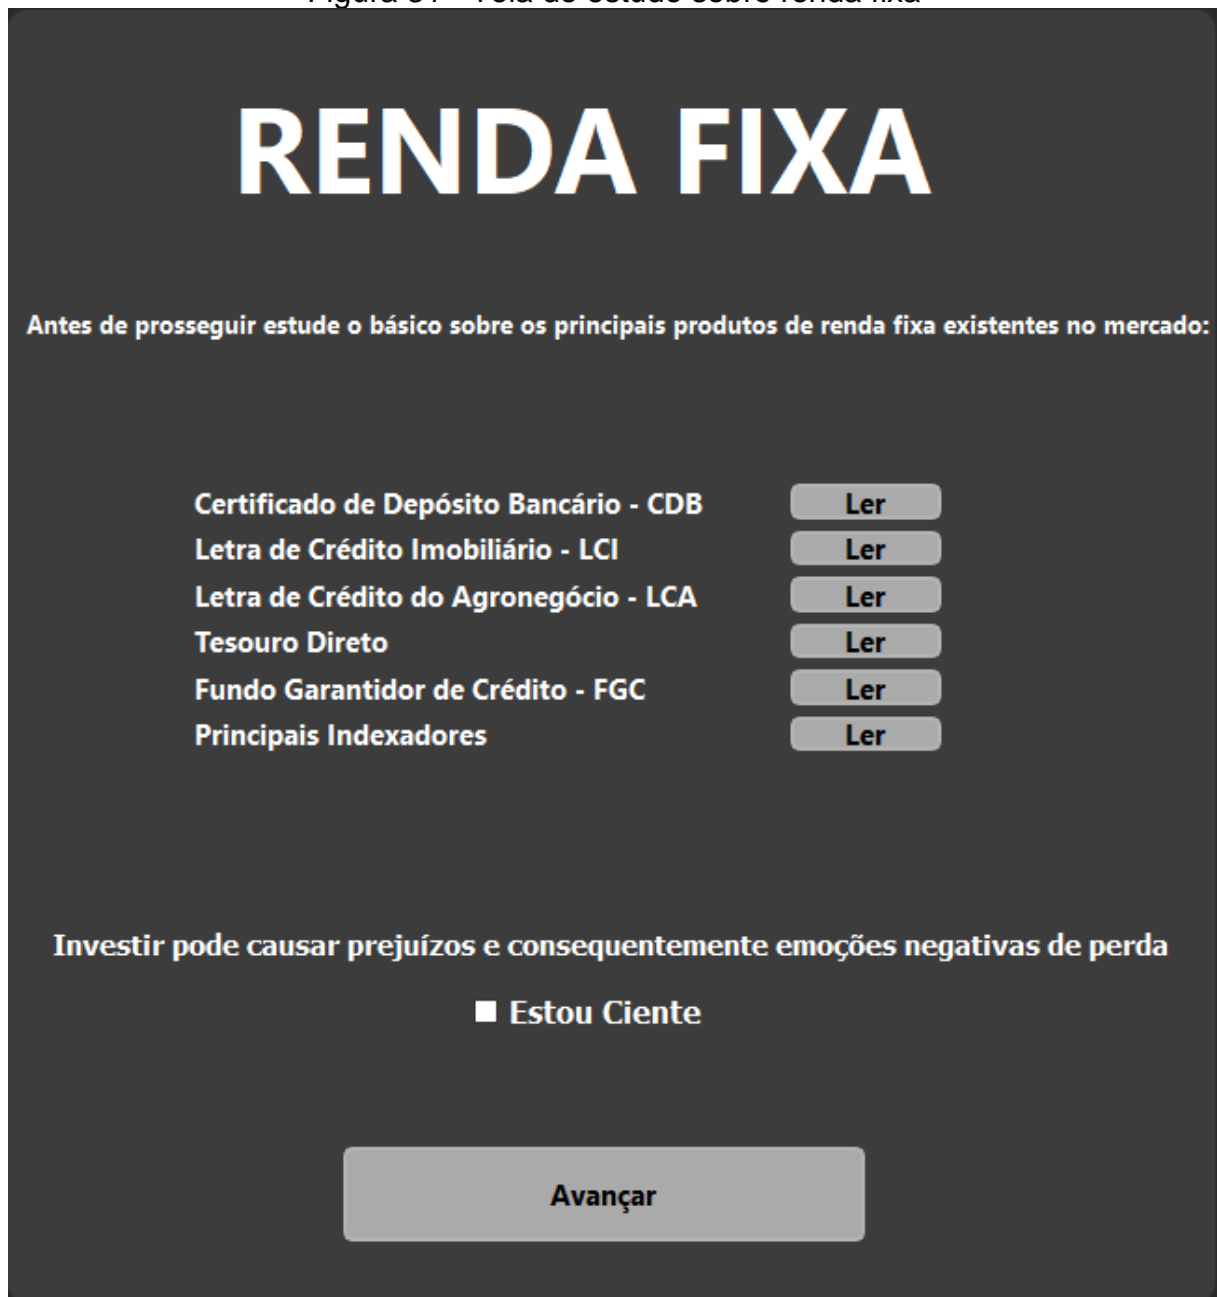 RENDA FIXA
Antes de prosseguir estude o básico sobre os principais produtos de renda fixa existentes no mercado:
Certificado de Depósito Bancário - CDB Ler
Letra de Crédito Imobiliário - LCI Ler
Letra de Crédito do Agronegócio - LCA Ler
Tesouro Direto Ler
Fundo Garantidor de Crédito - FGC Ler
Principais Indexadores Ler
Investir pode causar prejuízos e consequentemente emoções negativas de perda
Estou Ciente
Avançar